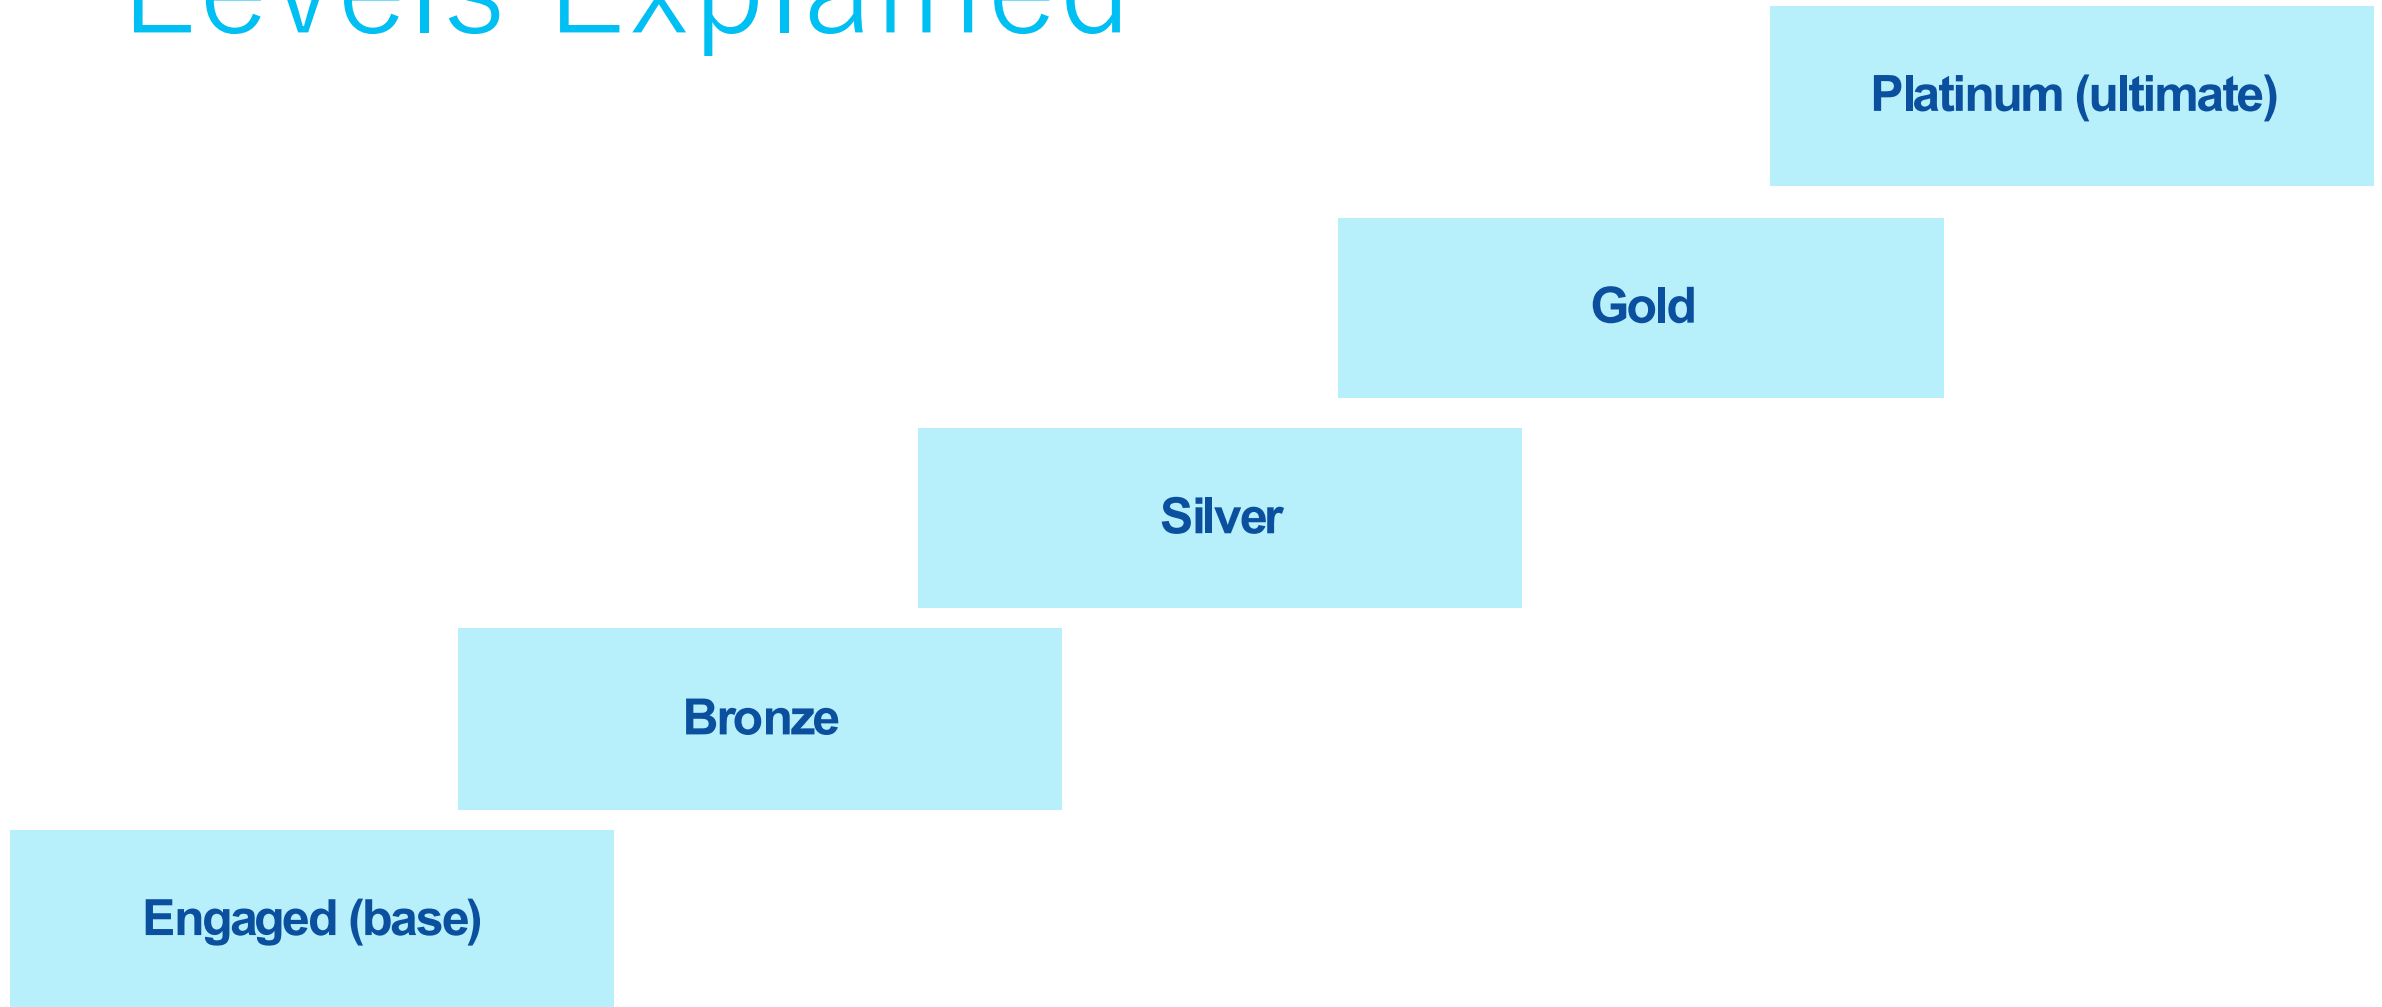 Levels Explained
Platinum (ultimate)
Gold
Silver
Bronze
Engaged (base)